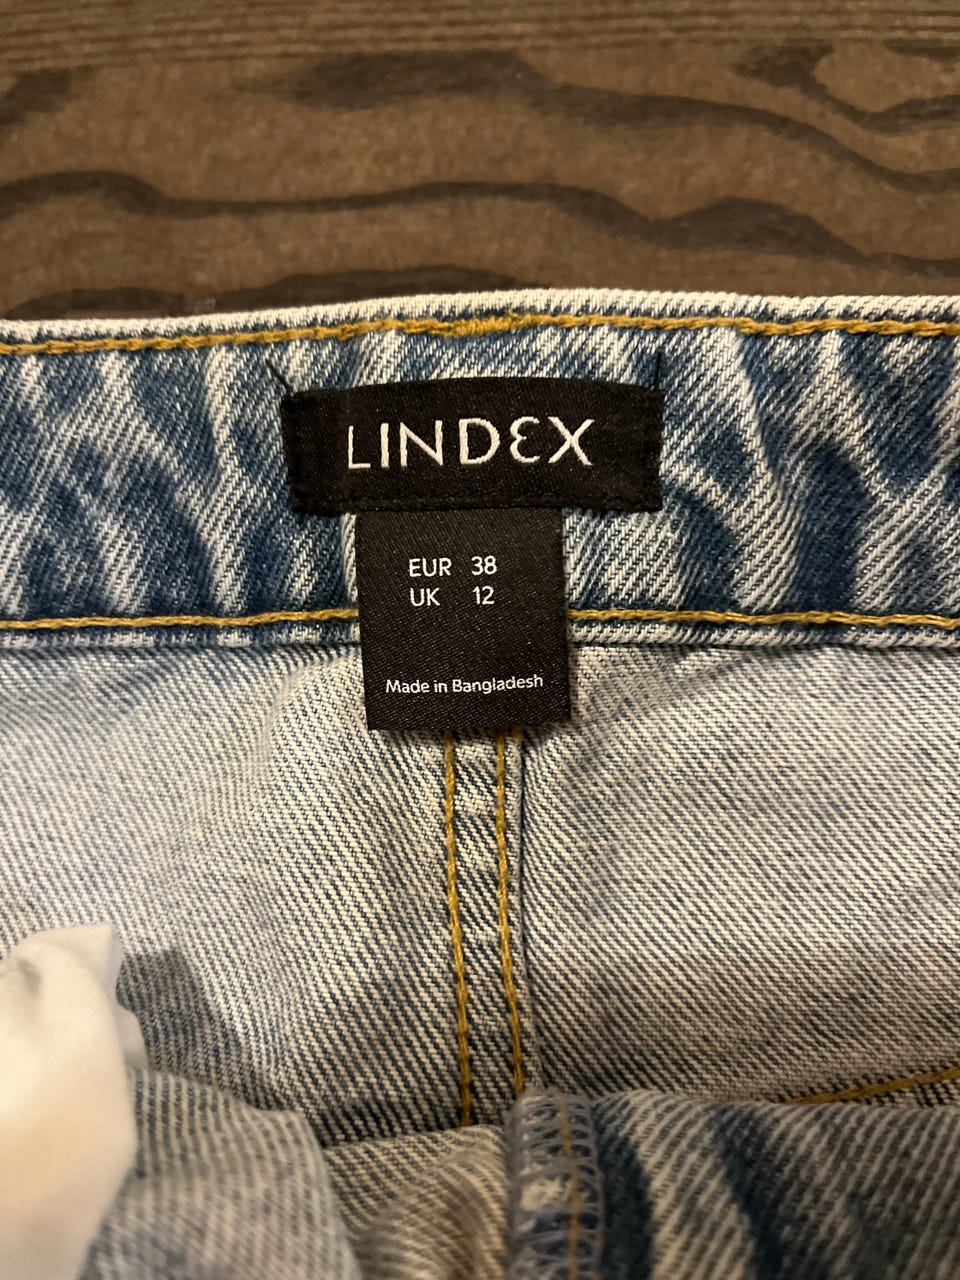 LINDEX
EUR 38
UK 12
Made in Bangladesh